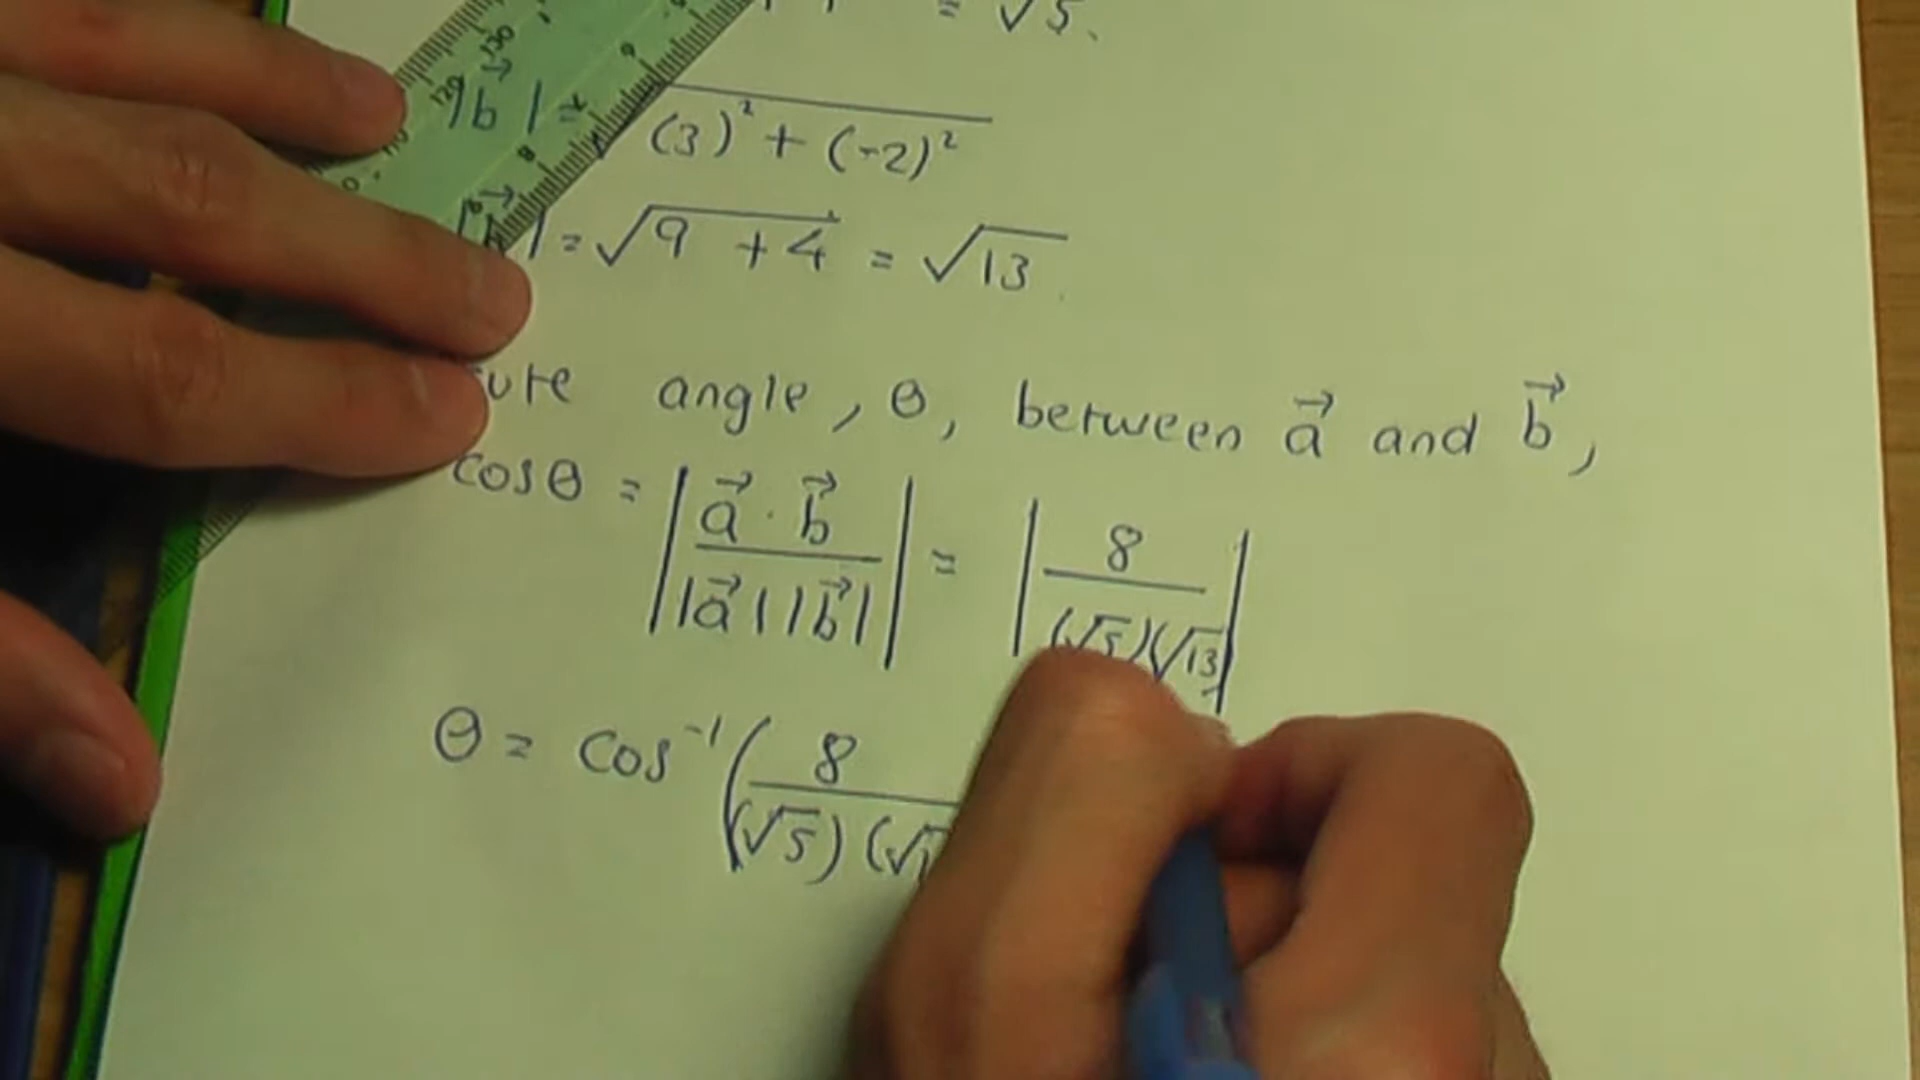 = √5.
|b⃗| = √(3)² + (-2)²
= √9 + 4 = √13
angle, θ, between a⃗ and b⃗,
cosθ = |a⃗ · b⃗ / |a⃗||b⃗|| = |8 / (√5)(√13)|
θ = cos⁻¹(8 / (√5)(√1